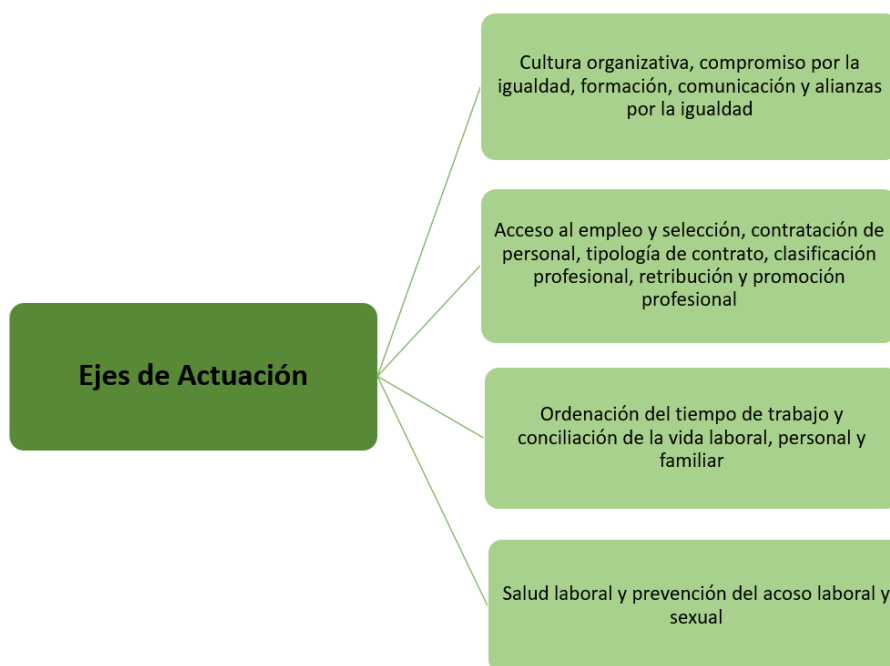 Cultura organizativa, compromiso por la
igualdad, formación, comunicación y alianzas
por la igualdad
Acceso al empleo y selección, contratación de
personal, tipología de contrato, clasificación
profesional, retribución y promoción
profesional
Ejes de Actuación
Ordenación del tiempo de trabajo y
conciliación de la vida laboral, personal y
familiar
Salud laboral y prevención del acoso laboral y
sexual